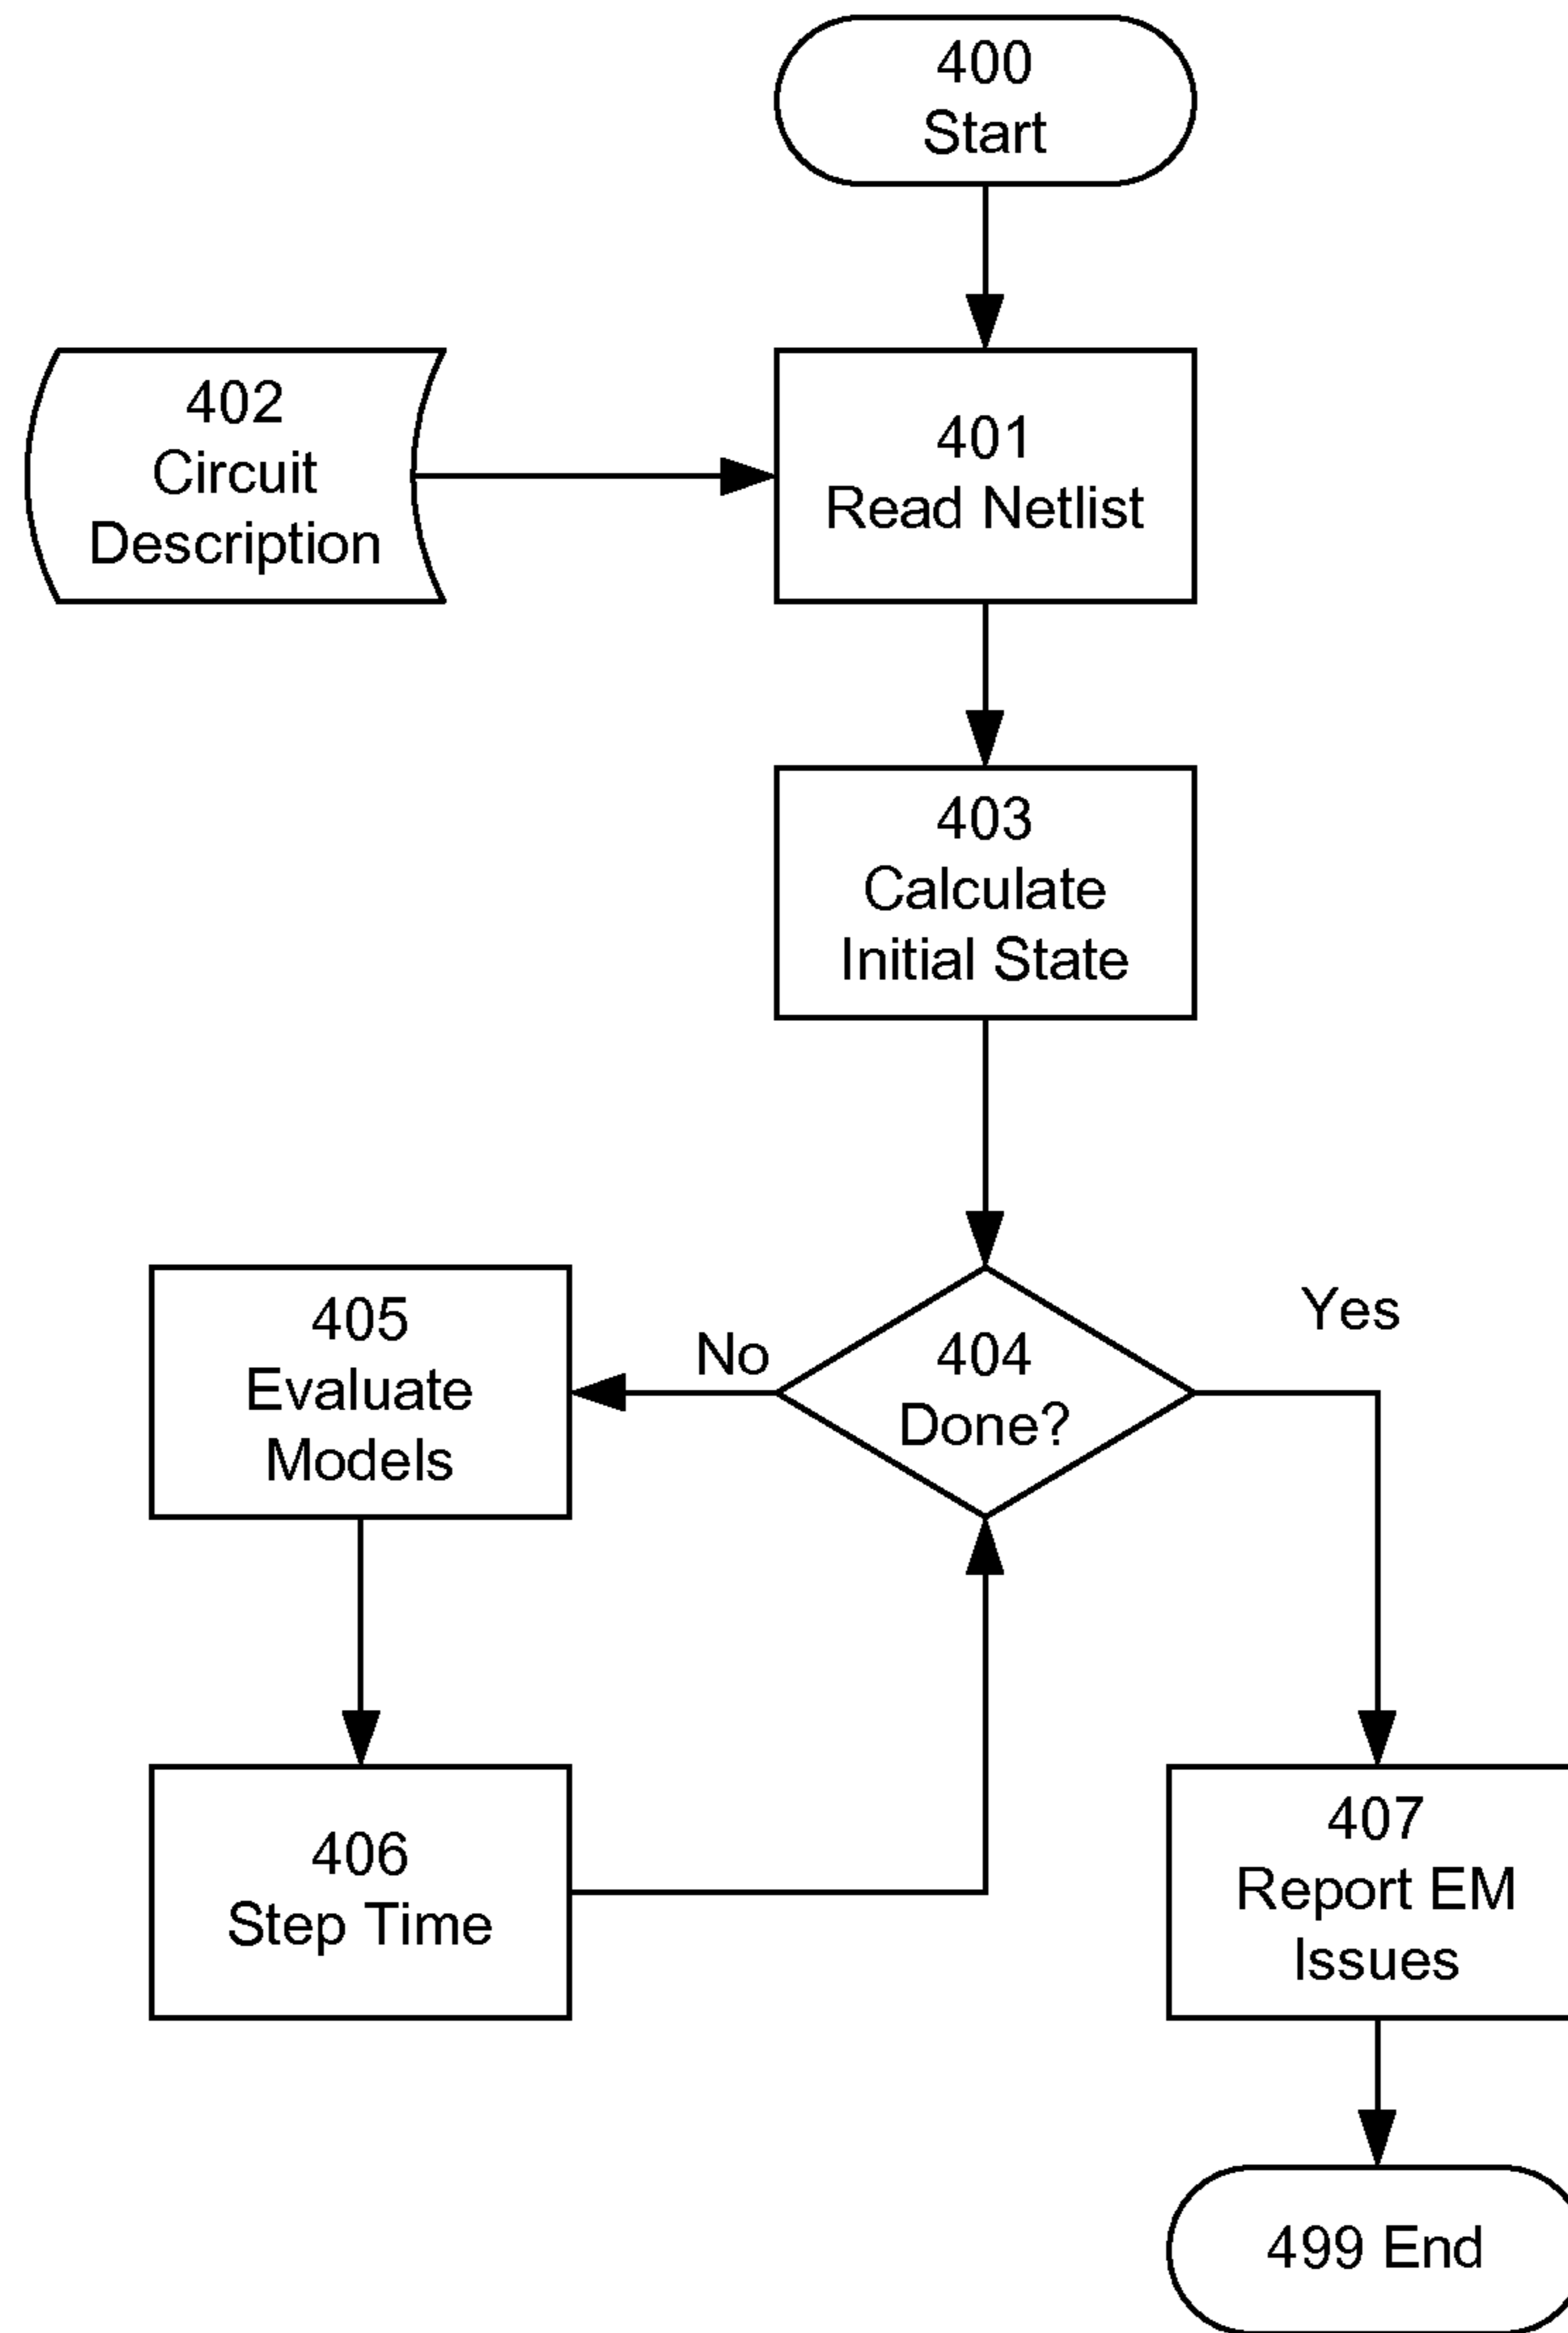 400
Start
402
Circuit
Description
401
Read Netlist
403
Calculate
Initial State
405
Evaluate
Models
No
404
Done?
Yes
406
Step Time
407
Report EM
Issues
499 End